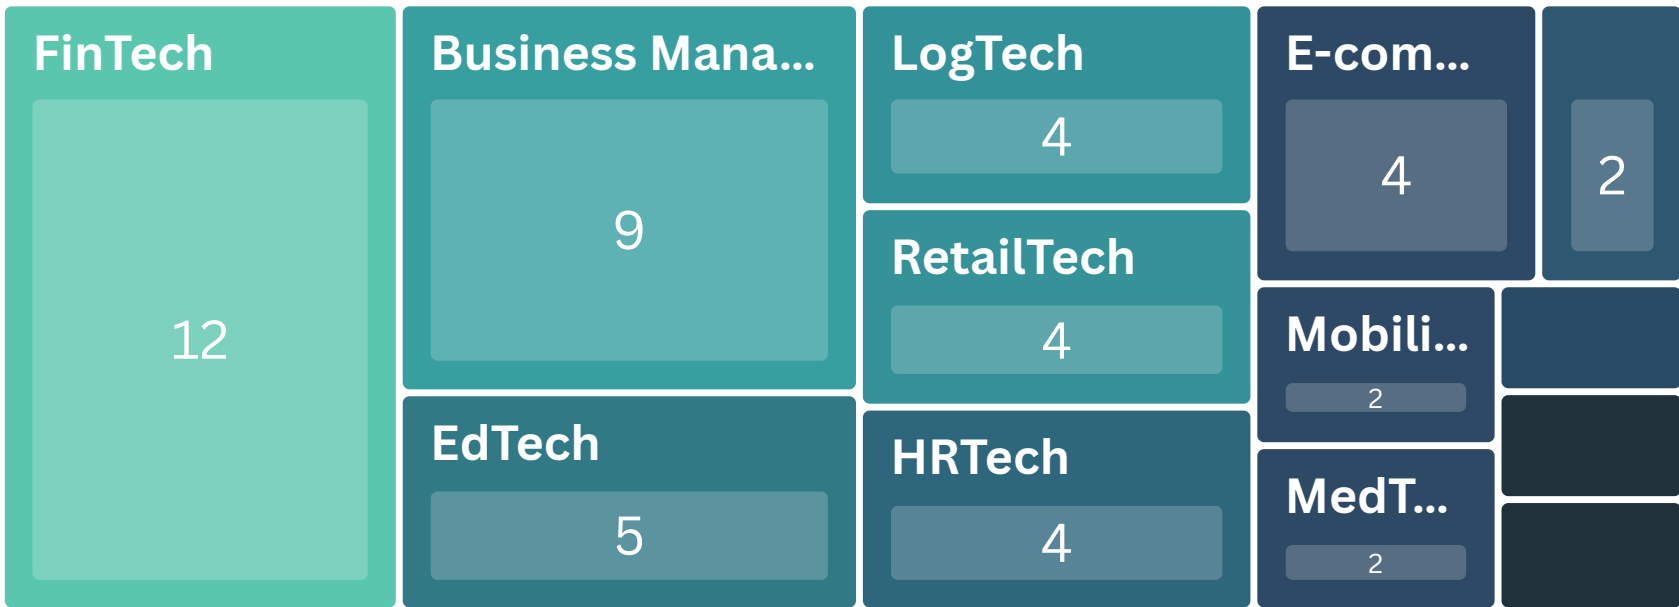 FinTech
12
Business Mana...
9
EdTech
5
LogTech
4
RetailTech
4
HRTech
4
E-com...
4
2
Mobili...
2
MedT...
2